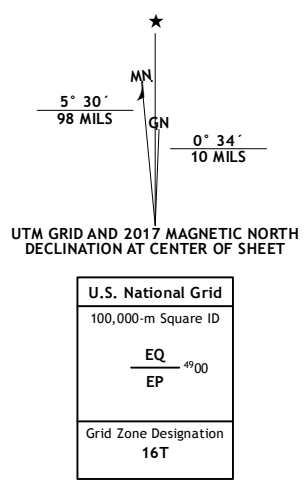 ★
MN
5° 30´
98 MILS
GN
0° 34´
10 MILS
UTM GRID AND 2017 MAGNETIC NORTH
DECLINATION AT CENTER OF SHEET
U.S. National Grid
100,000-m Square ID
EQ
4900
EP
Grid Zone Designation
16T